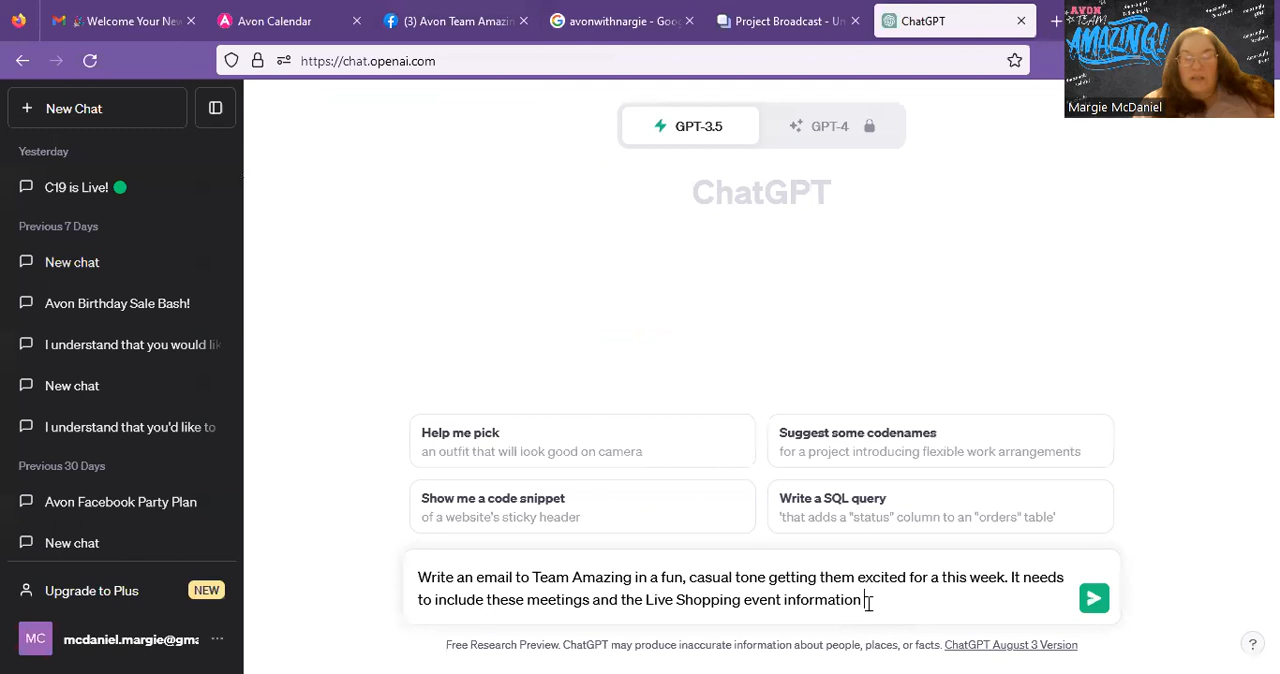 🎉 Welcome Your New
Avon Calendar
(3) Avon Team Amazin
avonwithnargie - Goo
Project Broadcast - Un
ChatGPT
https://chat.openai.com
AVON
TEAM
AMAZING!
Margie McDaniel
New Chat
Yesterday
C19 is Live!
Previous 7 Days
New chat
Avon Birthday Sale Bash!
I understand that you would lik
New chat
I understand that you'd like to
Previous 30 Days
Avon Facebook Party Plan
New chat
Upgrade to Plus
NEW
MC
mcdaniel.margie@gma
GPT-3.5
GPT-4
ChatGPT
Help me pick
an outfit that will look good on camera
Suggest some codenames
for a project introducing flexible work arrangements
Show me a code snippet
of a website's sticky header
Write a SQL query
'that adds a "status" column to an "orders" table'
Write an email to Team Amazing in a fun, casual tone getting them excited for a this week. It needs
to include these meetings and the Live Shopping event information
Free Research Preview. ChatGPT may produce inaccurate information about people, places, or facts. ChatGPT August 3 Version
?